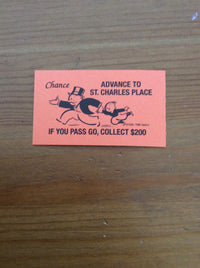 Chance
ADVANCE TO
ST. CHARLES PLACE
IF YOU PASS GO, COLLECT $200